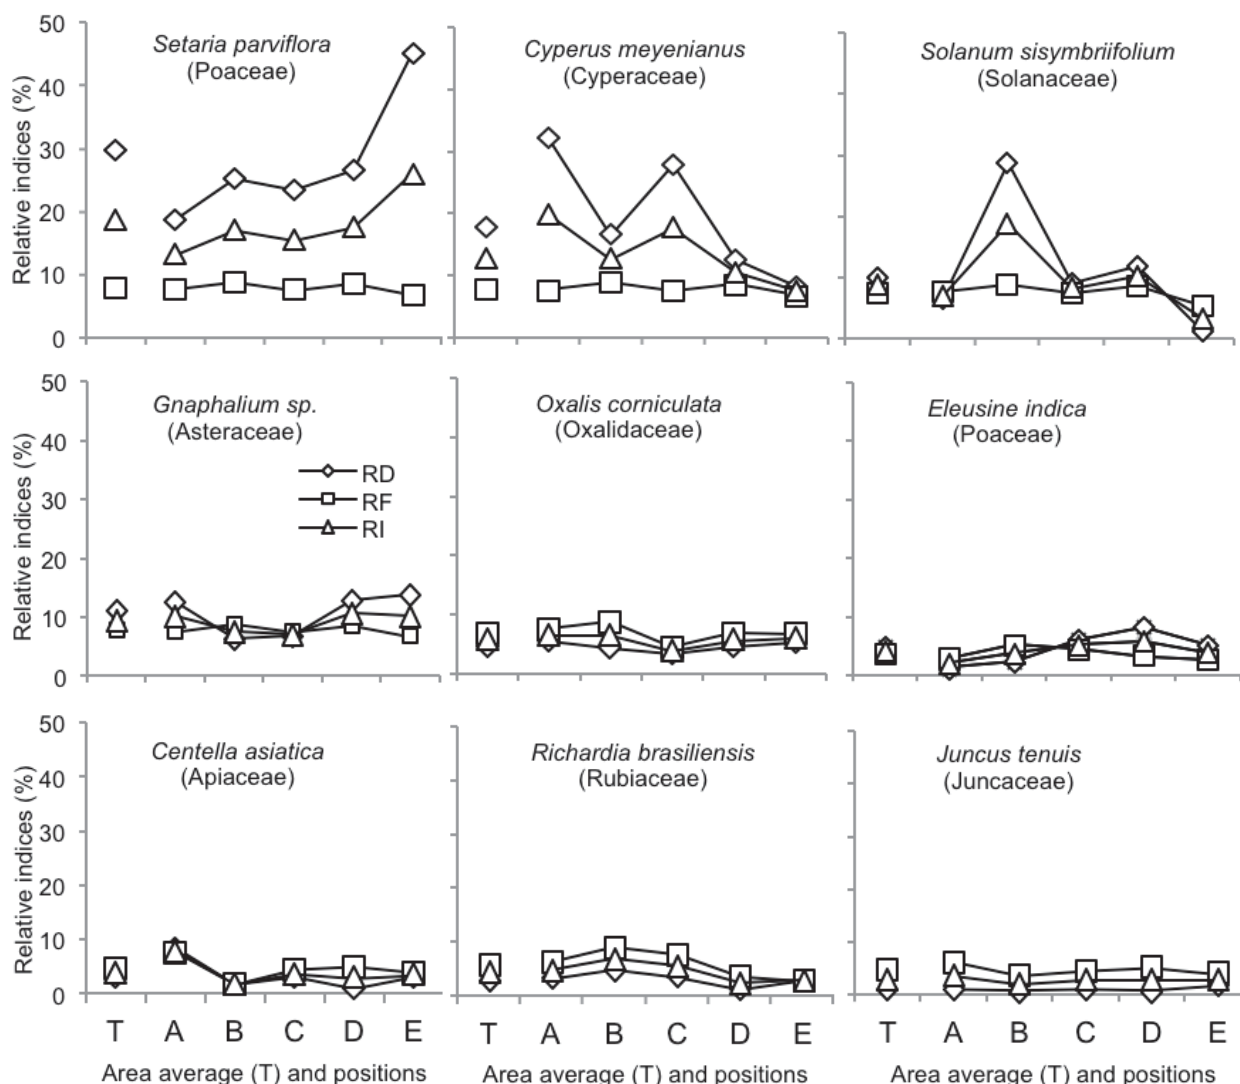 50
40
30
20
10
0
Relative indices (%)
Setaria parviflora
(Poaceae)
Cyperus meyenianus
(Cyperaceae)
Solanum sisymbriifolium
(Solanaceae)
50
40
30
20
10
0
Relative indices (%)
Gnaphalium sp.
(Asteraceae)
RD
RF
RI
Oxalis corniculata
(Oxalidaceae)
Eleusine indica
(Poaceae)
50
40
30
20
10
0
Relative indices (%)
Centella asiatica
(Apiaceae)
Richardia brasiliensis
(Rubiaceae)
Juncus tenuis
(Juncaceae)
T A B C D E
T A B C D E
T A B C D E
Area average (T) and positions
Area average (T) and positions
Area average (T) and positions